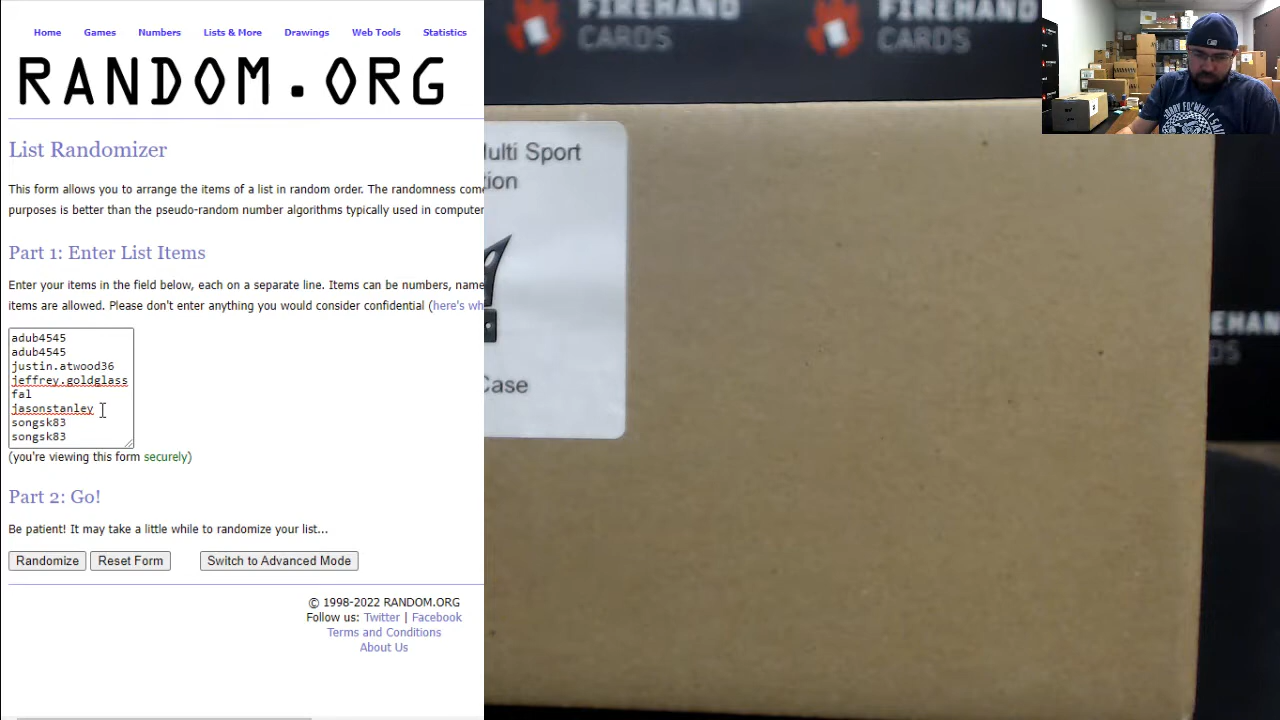 Home Games Numbers Lists & More Drawings Web Tools Statistics
RANDOM.ORG
List Randomizer
This form allows you to arrange the items of a list in random order. The randomness come
purposes is better than the pseudo-random number algorithms typically used in computer
Part 1: Enter List Items
Enter your items in the field below, each on a separate line. Items can be numbers, name
items are allowed. Please don't enter anything you would consider confidential (here's wh
adub4545
adub4545
justin.atwood36
jeffrey.goldglass
fal
jasonstanley
songsk83
songsk83
(you're viewing this form securely)
Part 2: Go!
Be patient! It may take a little while to randomize your list...
Randomize Reset Form Switch to Advanced Mode
© 1998-2022 RANDOM.ORG
Follow us: Twitter | Facebook
Terms and Conditions
About Us
FIREHAND
CARDS
FIREHAND
CARDS
ulti Sport
tion
Case
EHAN
DS